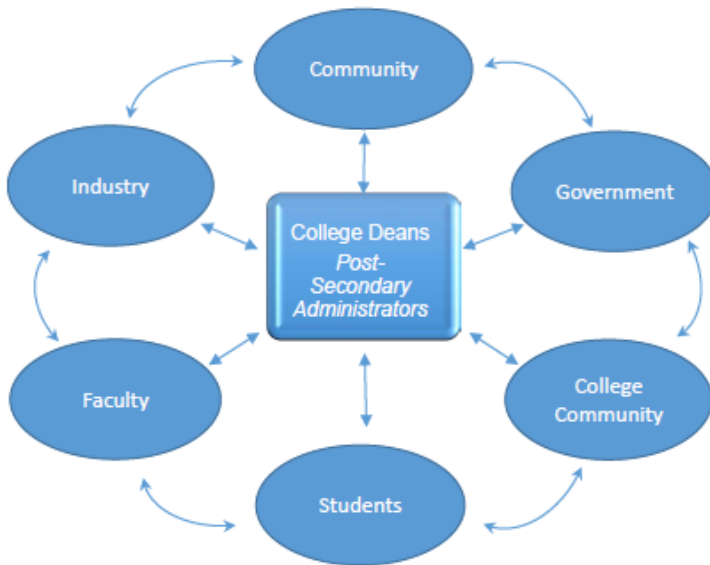 Community
Industry
Government
College Deans
Post-
Secondary
Administrators
Faculty
College
Community
Students